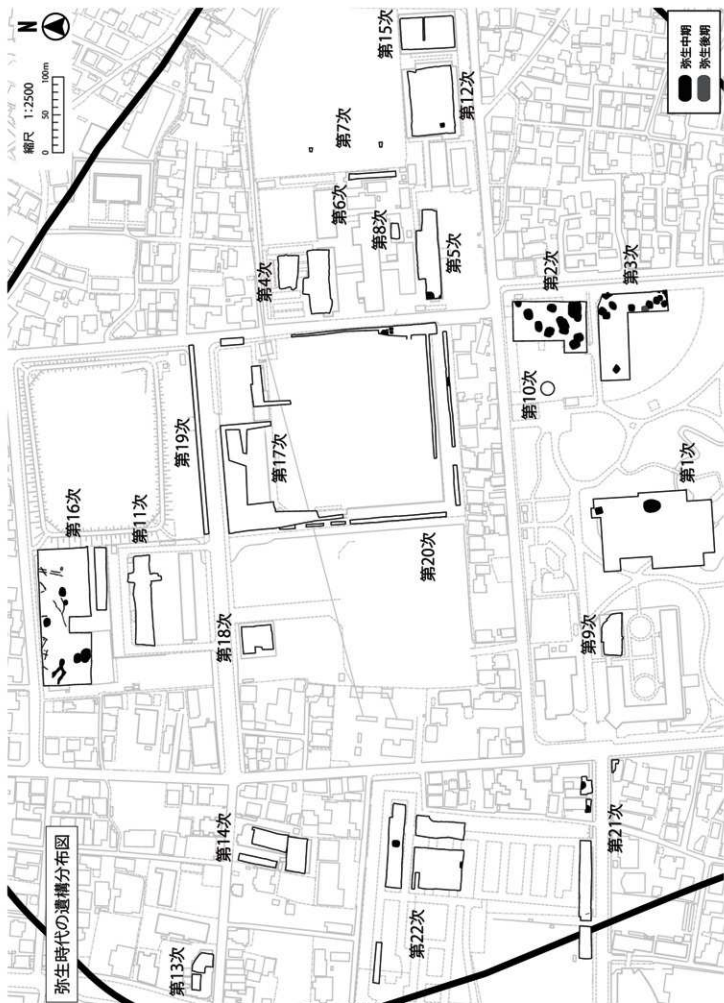 弥生時代の遺構分布図
N
縮尺 1:2500
0 50 100m
第13次
第14次
第22次
第21次
第16次
第11次
第18次
第19次
第17次
第20次
第9次
第1次
第10次
第2次
第3次
第4次
第6次
第7次
第8次
第5次
第15次
第12次
弥生中期
弥生後期